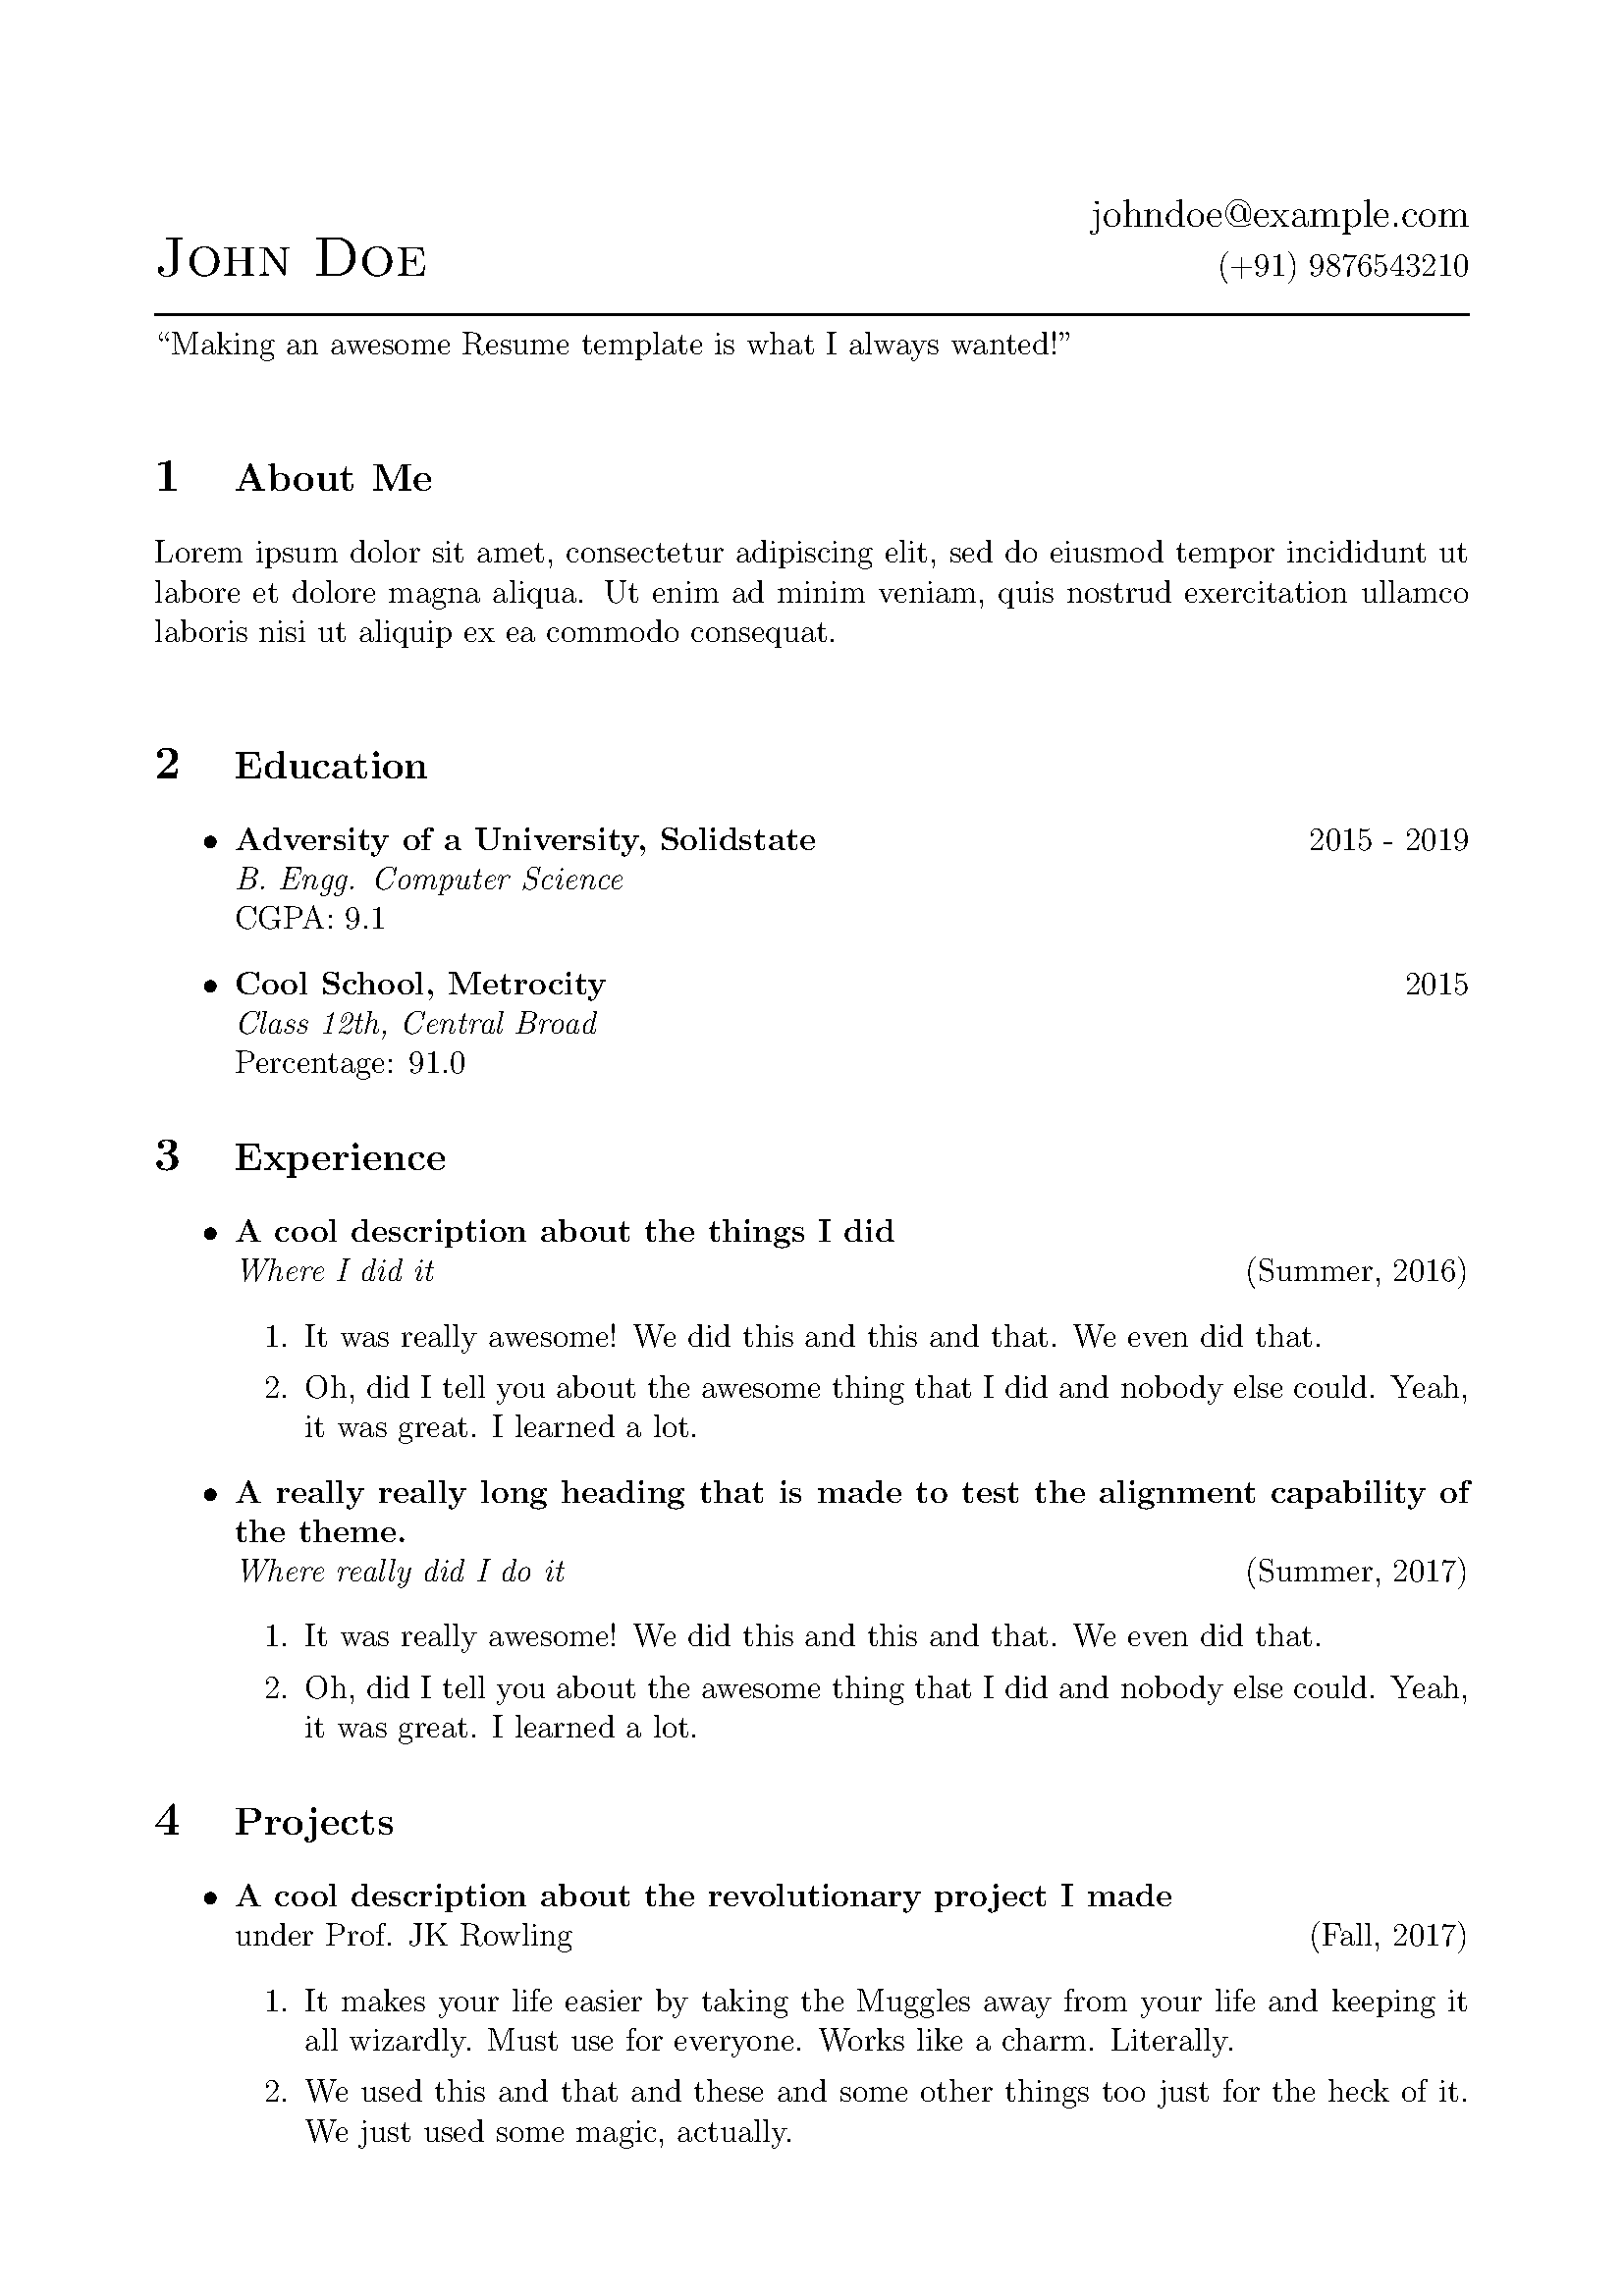 John Doe
johndoe@example.com
(+91) 9876543210
“Making an awesome Resume template is what I always wanted!”
1 About Me
Lorem ipsum dolor sit amet, consectetur adipiscing elit, sed do eiusmod tempor incididunt ut
labore et dolore magna aliqua. Ut enim ad minim veniam, quis nostrud exercitation ullamco
laboris nisi ut aliquip ex ea commodo consequat.
2 Education
• Adversity of a University, Solidstate 2015 - 2019
B. Engg. Computer Science
CGPA: 9.1
• Cool School, Metrocity 2015
Class 12th, Central Broad
Percentage: 91.0
3 Experience
• A cool description about the things I did
Where I did it (Summer, 2016)
1. It was really awesome! We did this and this and that. We even did that.
2. Oh, did I tell you about the awesome thing that I did and nobody else could. Yeah,
it was great. I learned a lot.
• A really really long heading that is made to test the alignment capability of
the theme.
Where really did I do it (Summer, 2017)
1. It was really awesome! We did this and this and that. We even did that.
2. Oh, did I tell you about the awesome thing that I did and nobody else could. Yeah,
it was great. I learned a lot.
4 Projects
• A cool description about the revolutionary project I made
under Prof. JK Rowling (Fall, 2017)
1. It makes your life easier by taking the Muggles away from your life and keeping it
all wizardly. Must use for everyone. Works like a charm. Literally.
2. We used this and that and these and some other things too just for the heck of it.
We just used some magic, actually.